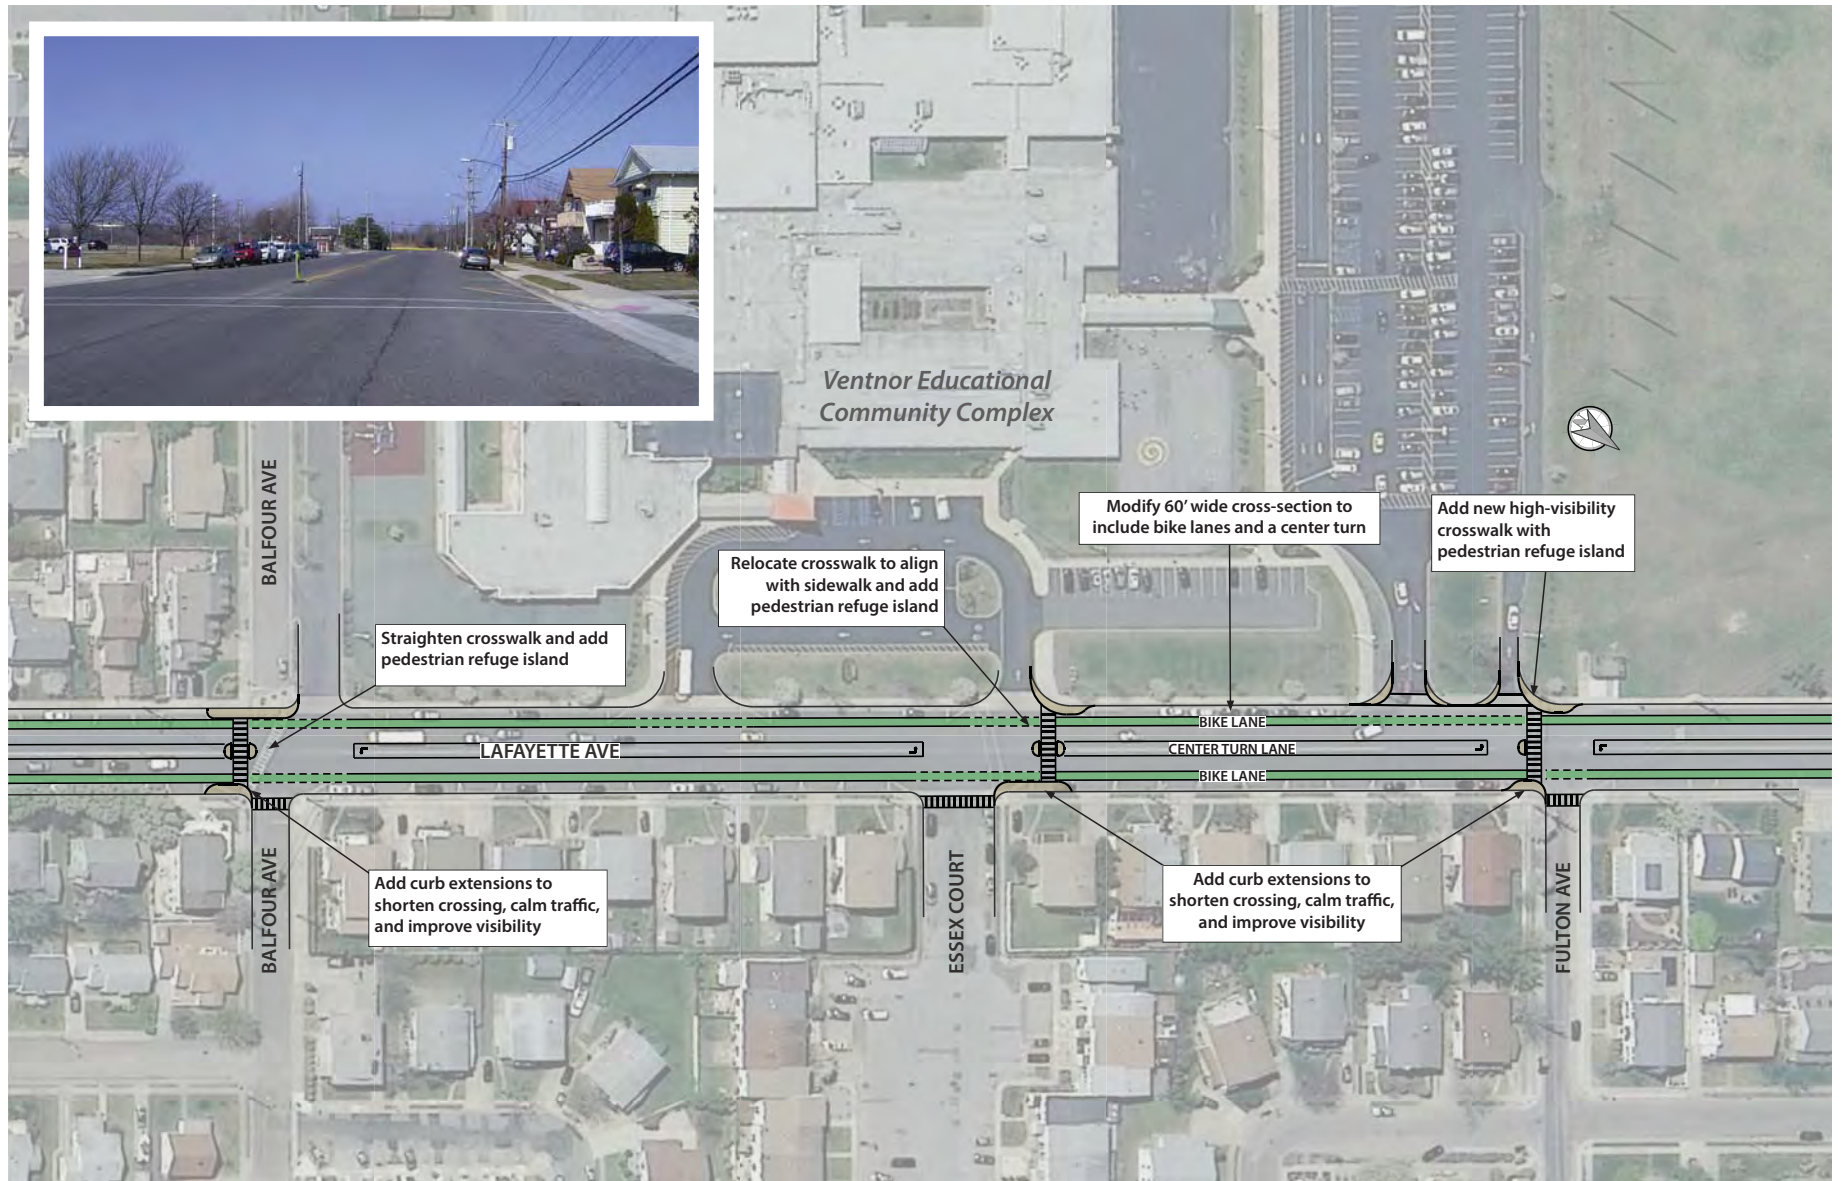 Ventnor Educational
Community Complex
BALFOUR AVE
Modify 60’ wide cross-section to
include bike lanes and a center turn
Add new high-visibility
crosswalk with
pedestrian refuge island
Relocate crosswalk to align
with sidewalk and add
pedestrian refuge island
Straighten crosswalk and add
pedestrian refuge island
BIKE LANE
LAFAYETTE AVE
CENTER TURN LANE
BIKE LANE
Add curb extensions to
shorten crossing, calm traffic,
and improve visibility
Add curb extensions to
shorten crossing, calm traffic,
and improve visibility
BALFOUR AVE
ESSEX COURT
FULTON AVE